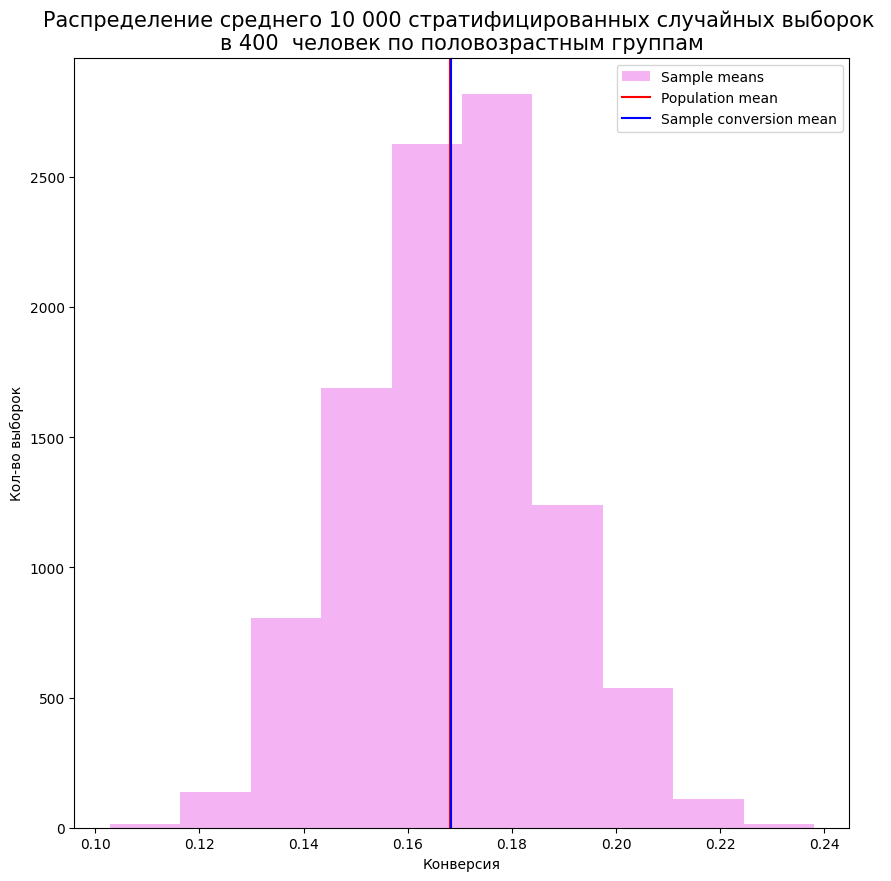 Распределение среднего 10 000 стратифицированных случайных выборок
в 400  человек по половозрастным группам
Sample means
Population mean
Sample conversion mean
Кол-во выборок
2500
2000
1500
1000
500
0
0.10
0.12
0.14
0.16
0.18
0.20
0.22
0.24
Конверсия